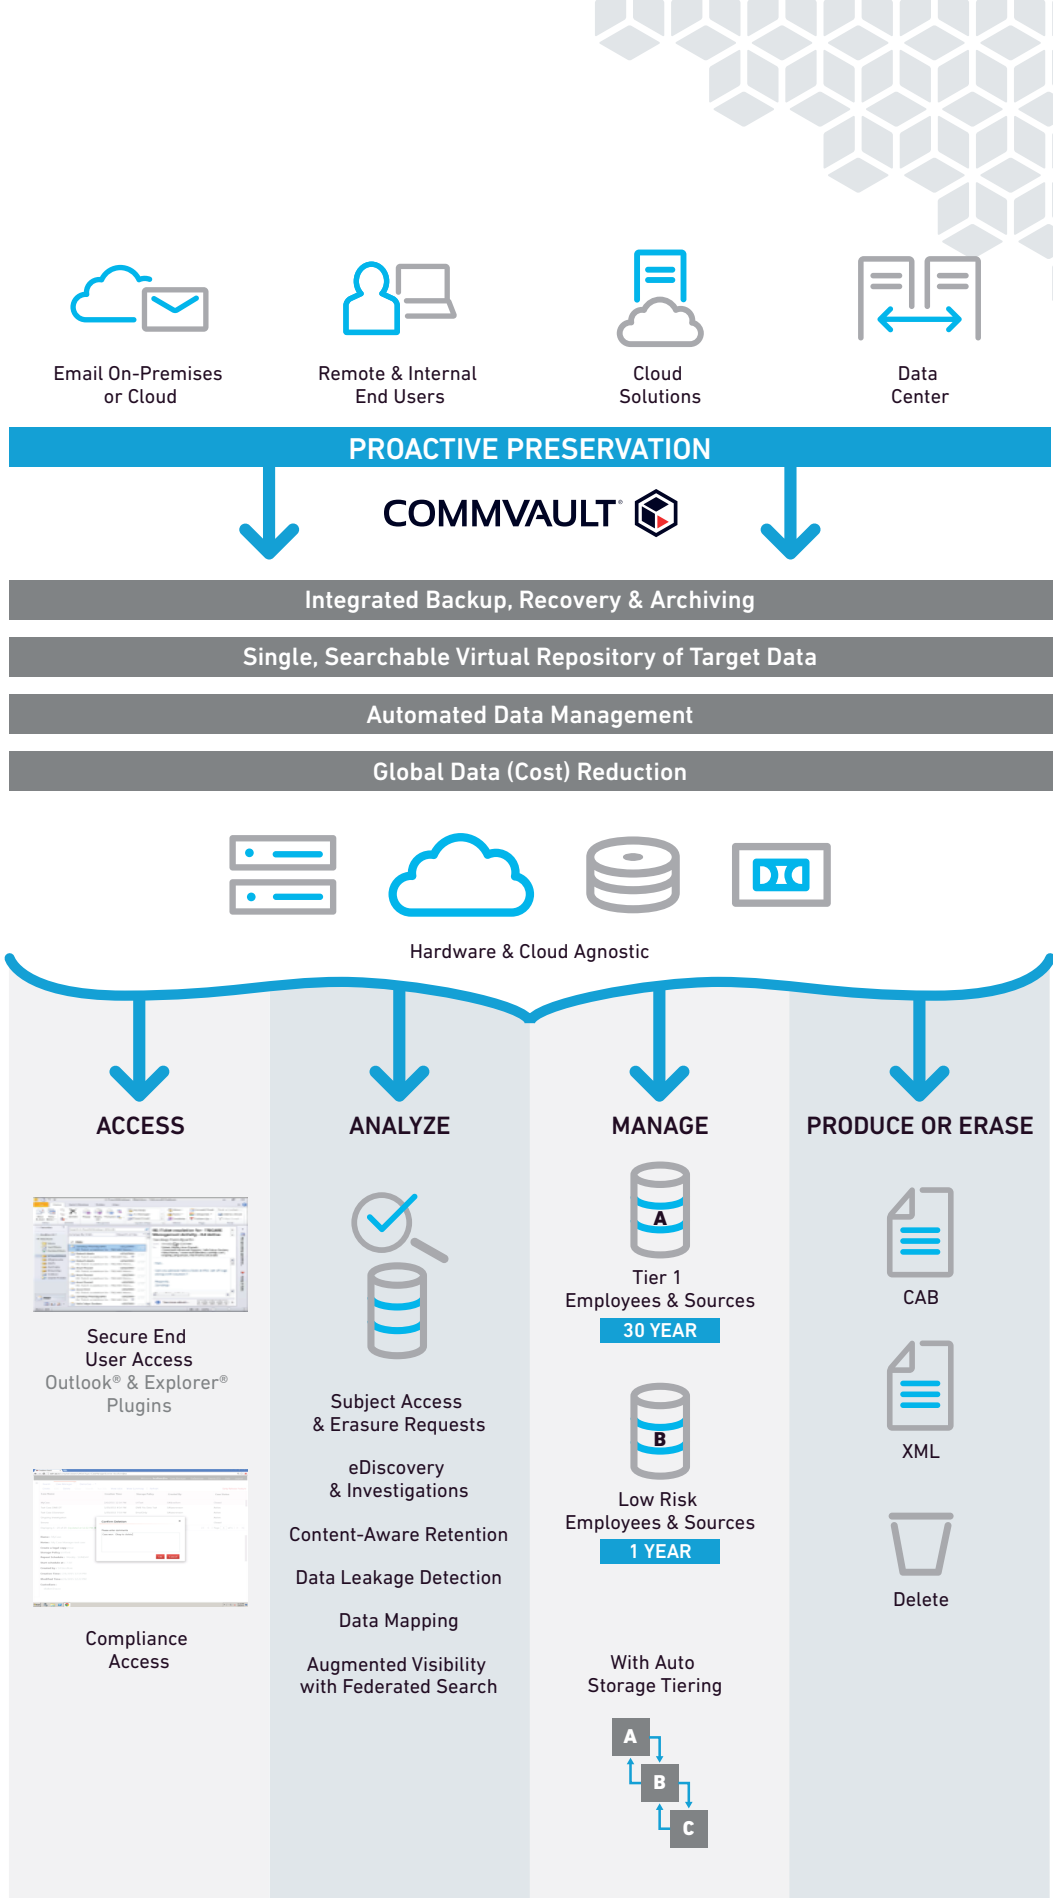 Email On-Premises
or Cloud
Remote & Internal
End Users
Cloud
Solutions
Data
Center
PROACTIVE PRESERVATION
COMMVAULT®
Integrated Backup, Recovery & Archiving
Single, Searchable Virtual Repository of Target Data
Automated Data Management
Global Data (Cost) Reduction
Hardware & Cloud Agnostic
ACCESS
Secure End
User Access
Outlook® & Explorer®
Plugins
Compliance
Access
ANALYZE
Subject Access
& Erasure Requests
eDiscovery
& Investigations
Content-Aware Retention
Data Leakage Detection
Data Mapping
Augmented Visibility
with Federated Search
MANAGE
A
Tier 1
Employees & Sources
30 YEAR
B
Low Risk
Employees & Sources
1 YEAR
With Auto
Storage Tiering
A
B
C
PRODUCE OR ERASE
CAB
XML
Delete